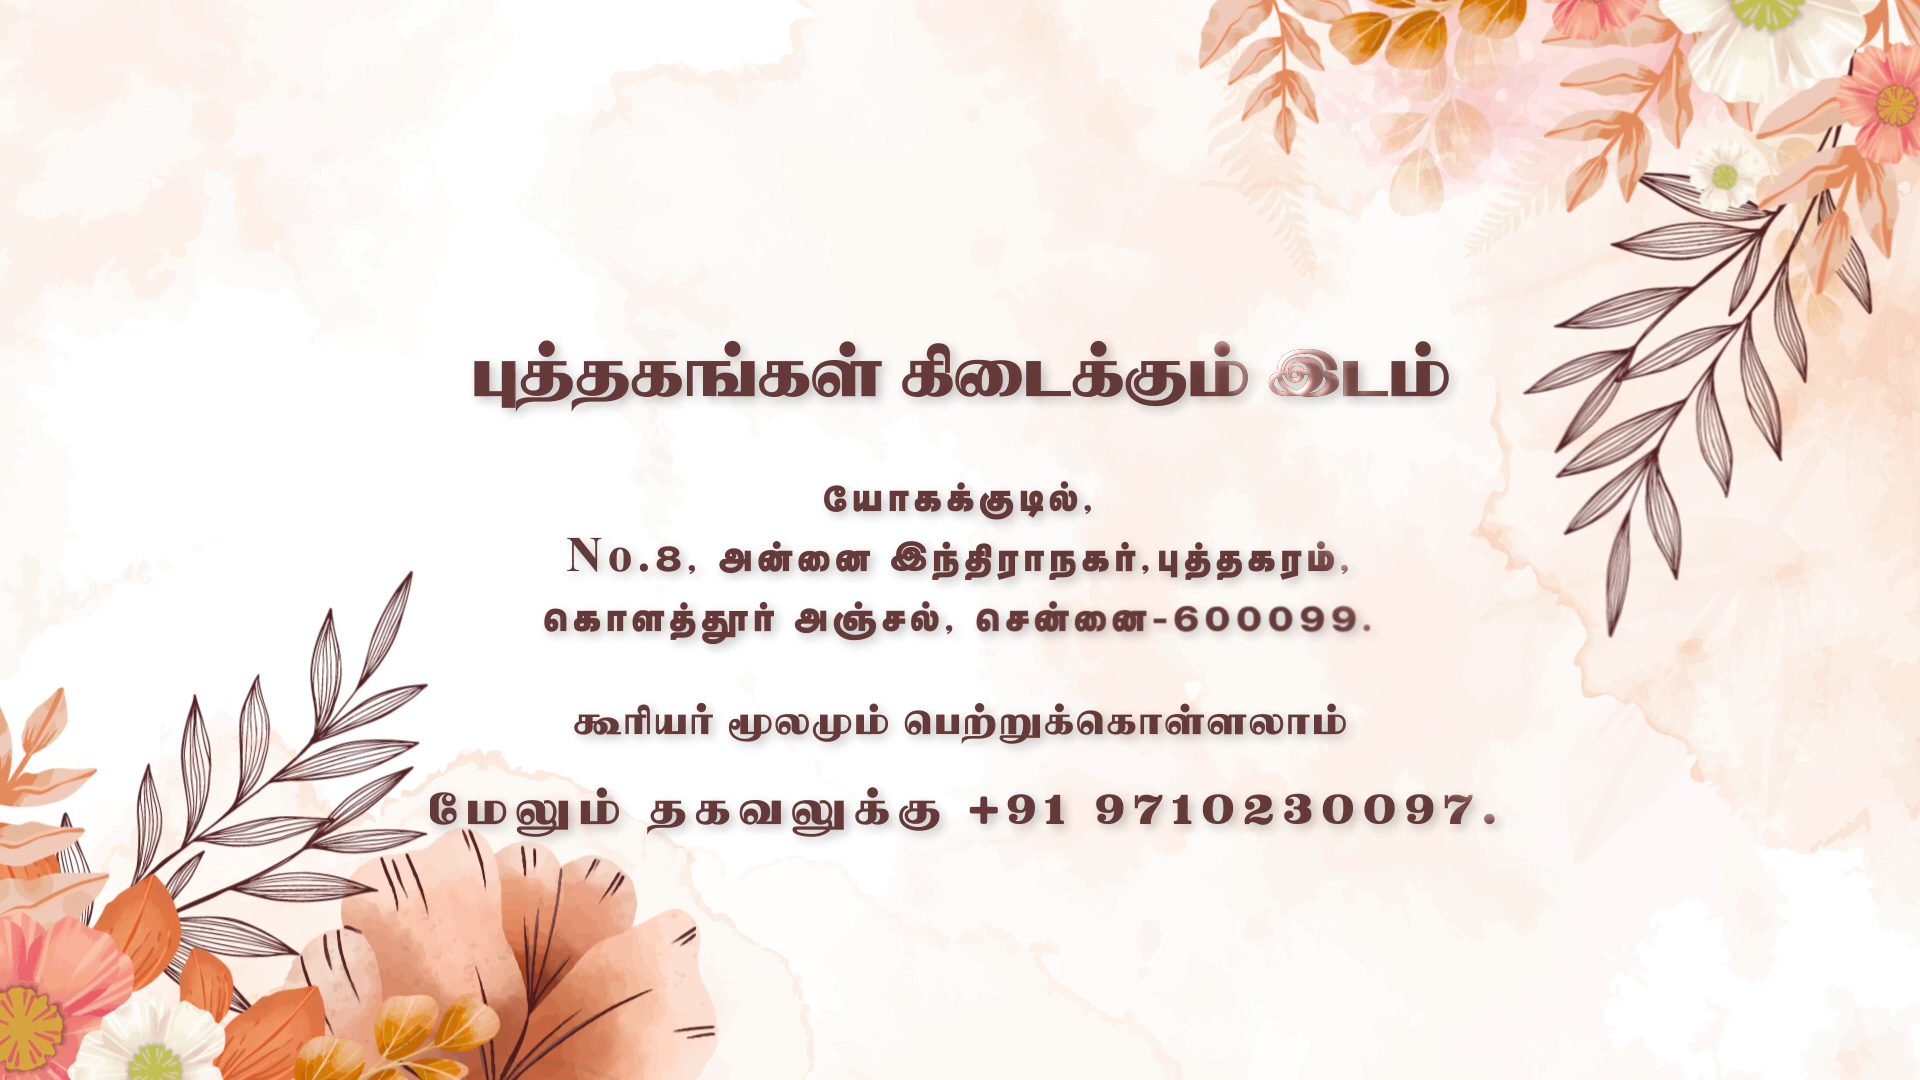 புத்தகங்கள் கிடைக்கும் இடம்
யோகக்குடில்,
No.8, அன்னை இந்திராநகர்,புத்தகரம்,
கொளத்தூர் அஞ்சல், சென்னை-600099.
கூரியர் மூலமும் பெற்றுக்கொள்ளலாம்
மேலும் தகவலுக்கு +91 9710230097.